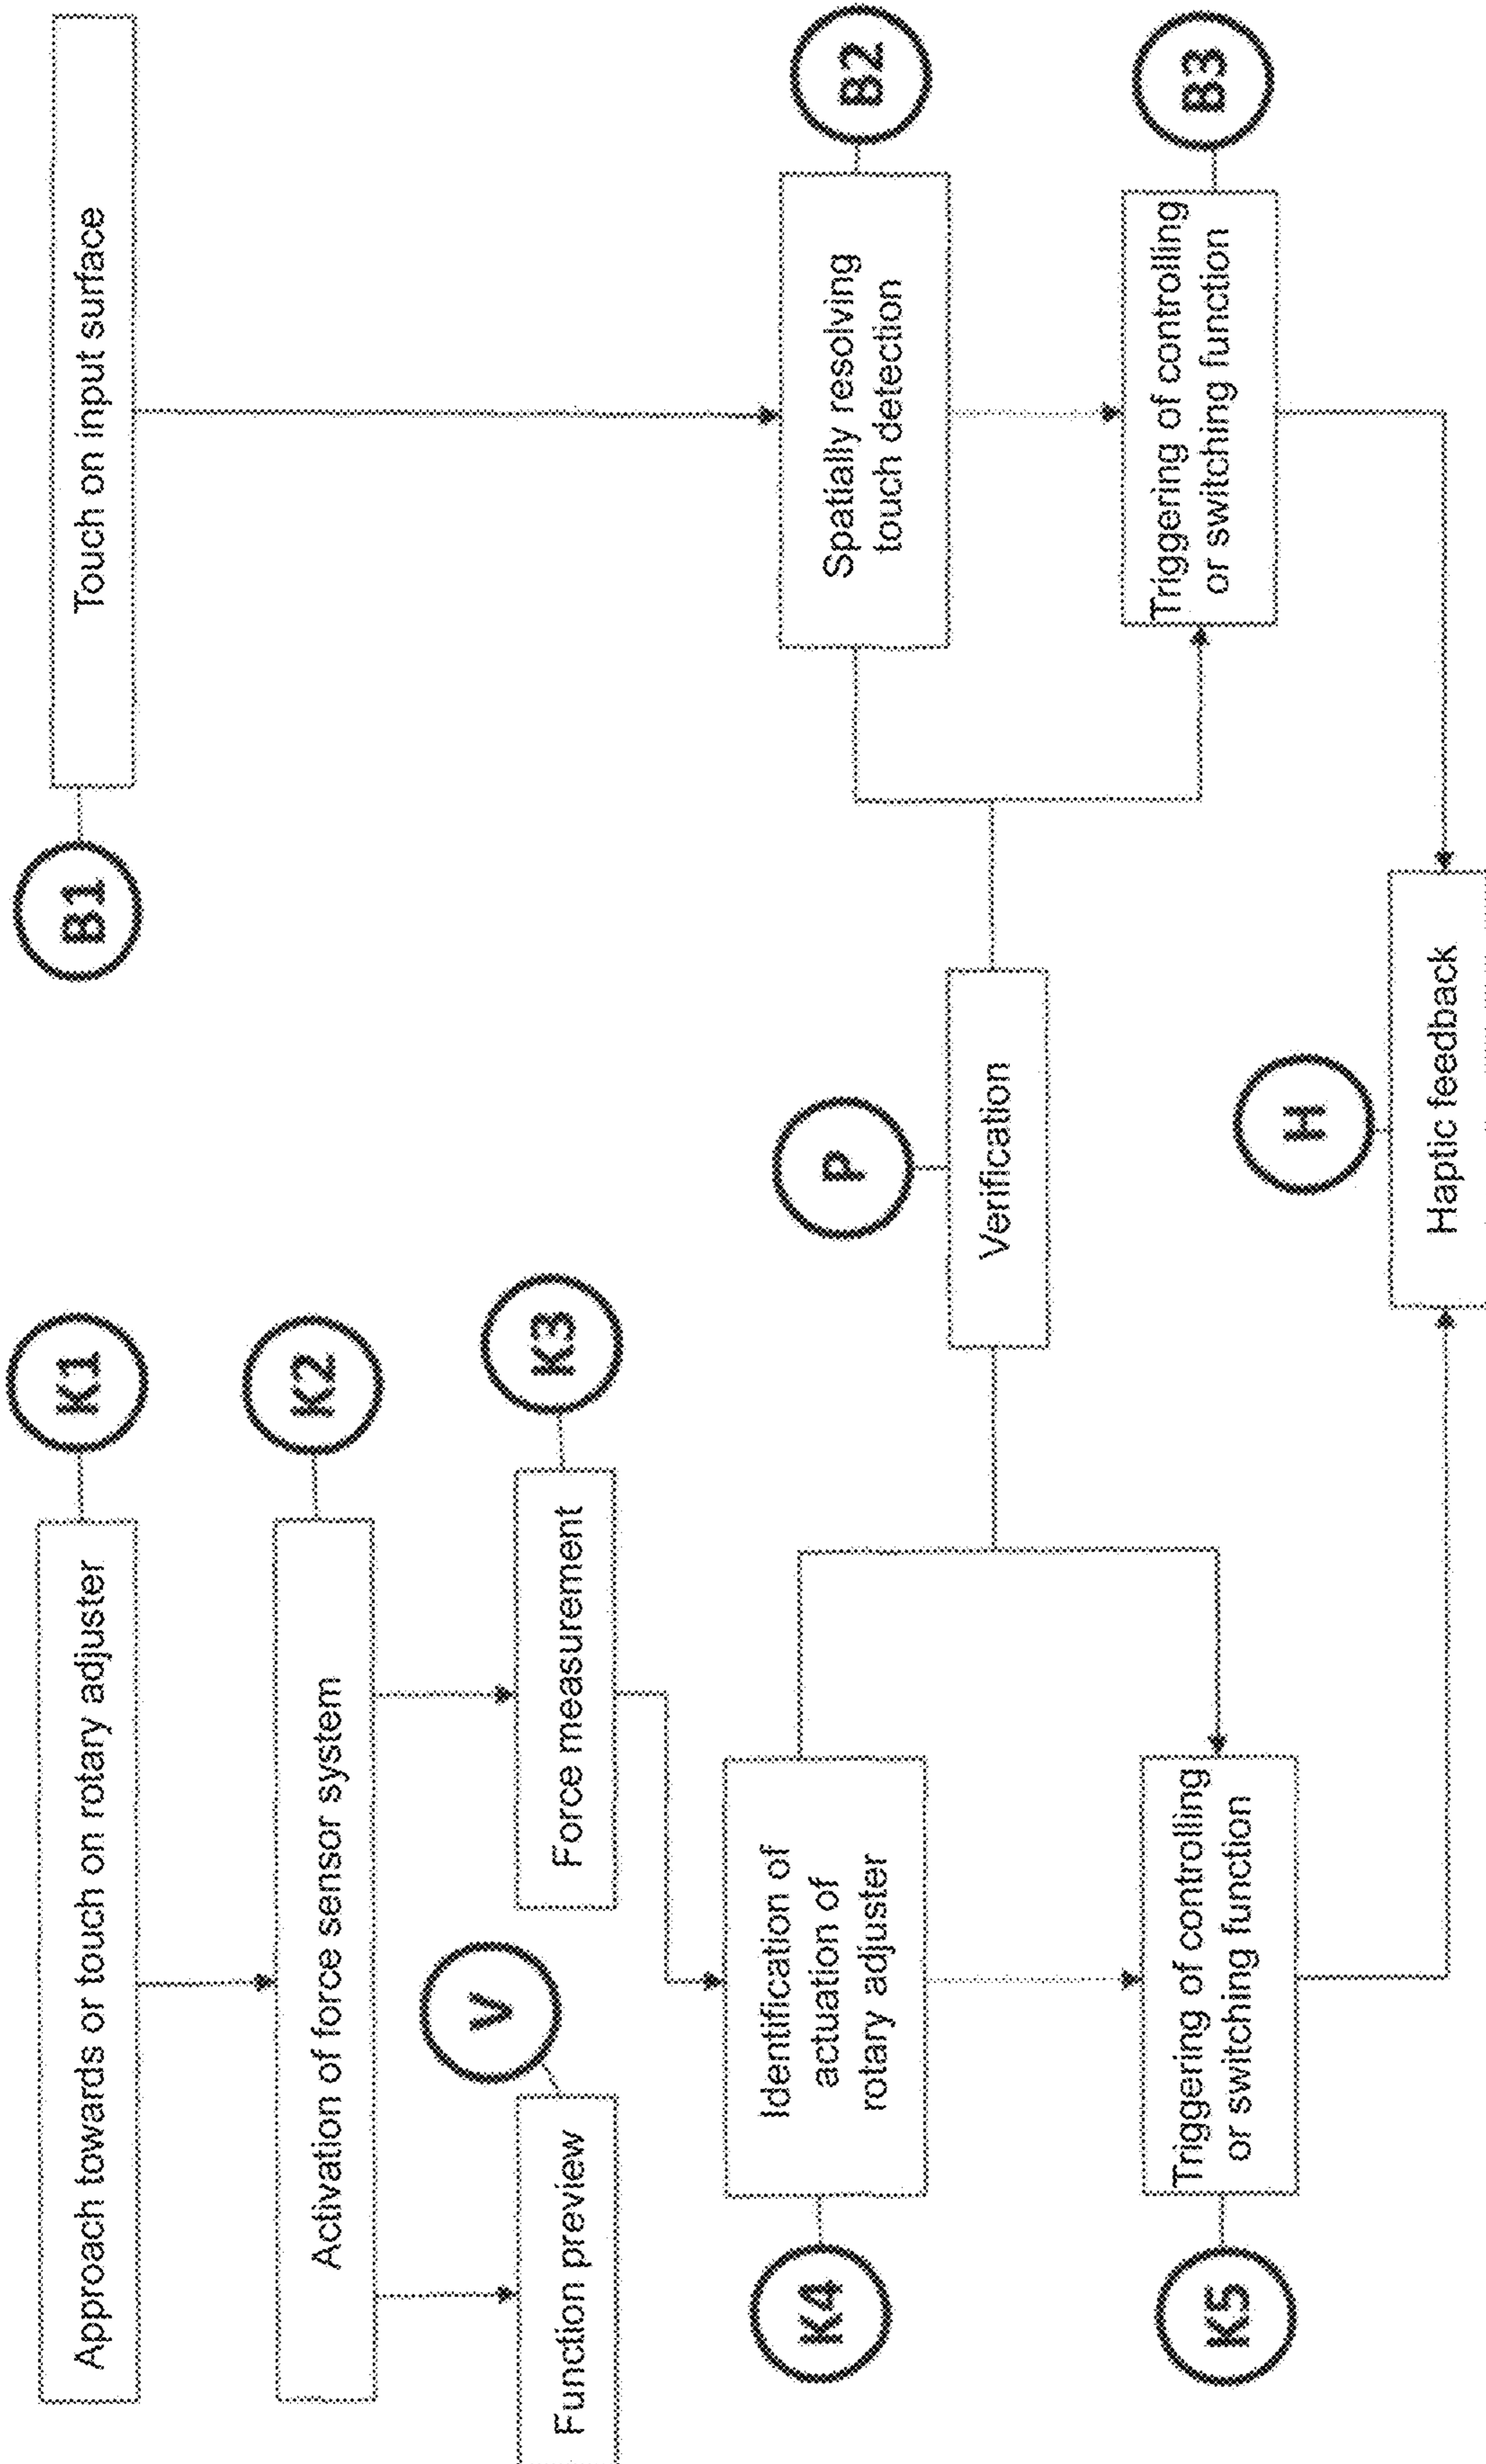 Approach towards or touch on rotary adjuster
K1
B1
Touch on input surface
Activation of force sensor system
K2
Function preview
V
Force measurement
K3
K4
Identification of
actuation of
rotary adjuster
P
Verification
Spatially resolving
touch detection
B2
K5
Triggering of controlling
or switching function
H
Haptic feedback
Triggering of controlling
or switching function
B3